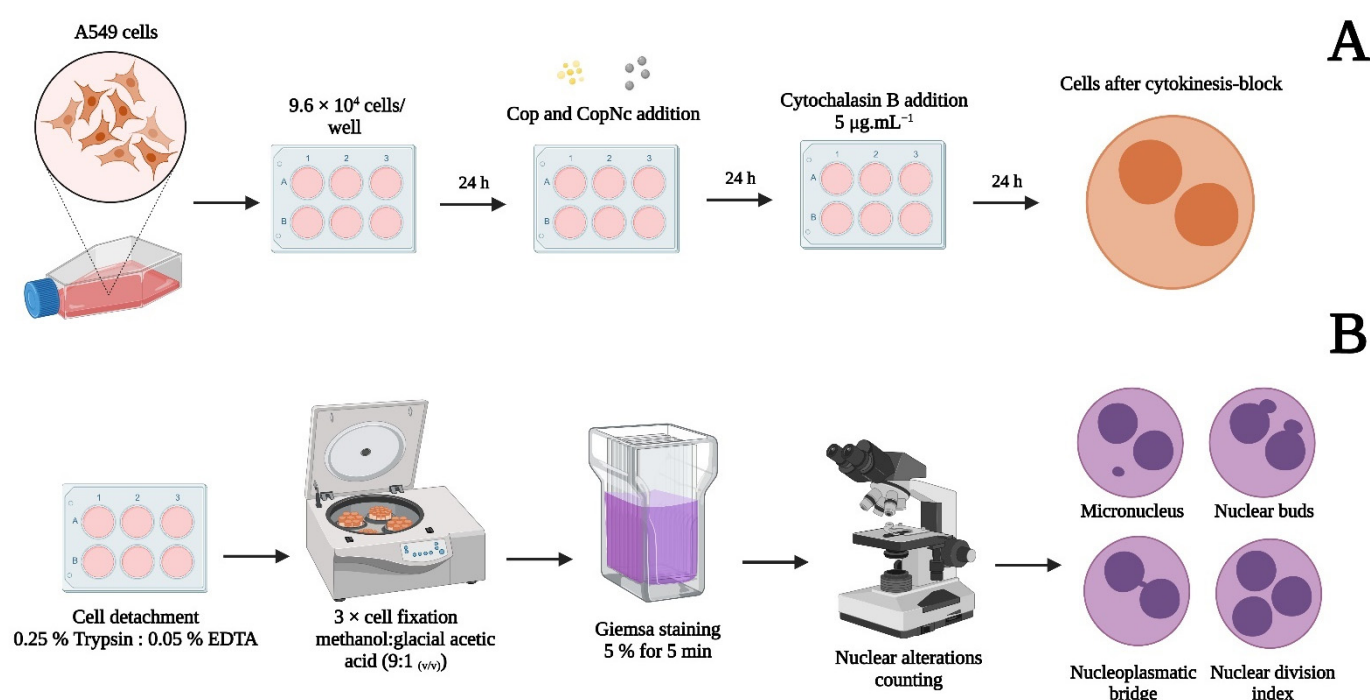 A
A549 cells
9.6 × 10⁴ cells/
well
1 2 3
A
B
24 h
Cop and CopNc addition
1 2 3
A
B
24 h
Cytochalasin B addition
5 µg.mL⁻¹
1 2 3
A
B
24 h
Cells after cytokinesis-block
B
1 2 3
A
B
Cell detachment
0.25 % Trypsin : 0.05 % EDTA
3 × cell fixation
methanol:glacial acetic
acid (9:1 (v/v))
Giemsa staining
5 % for 5 min
Nuclear alterations
counting
Micronucleus
Nuclear buds
Nucleoplasmatic
bridge
Nuclear division
index